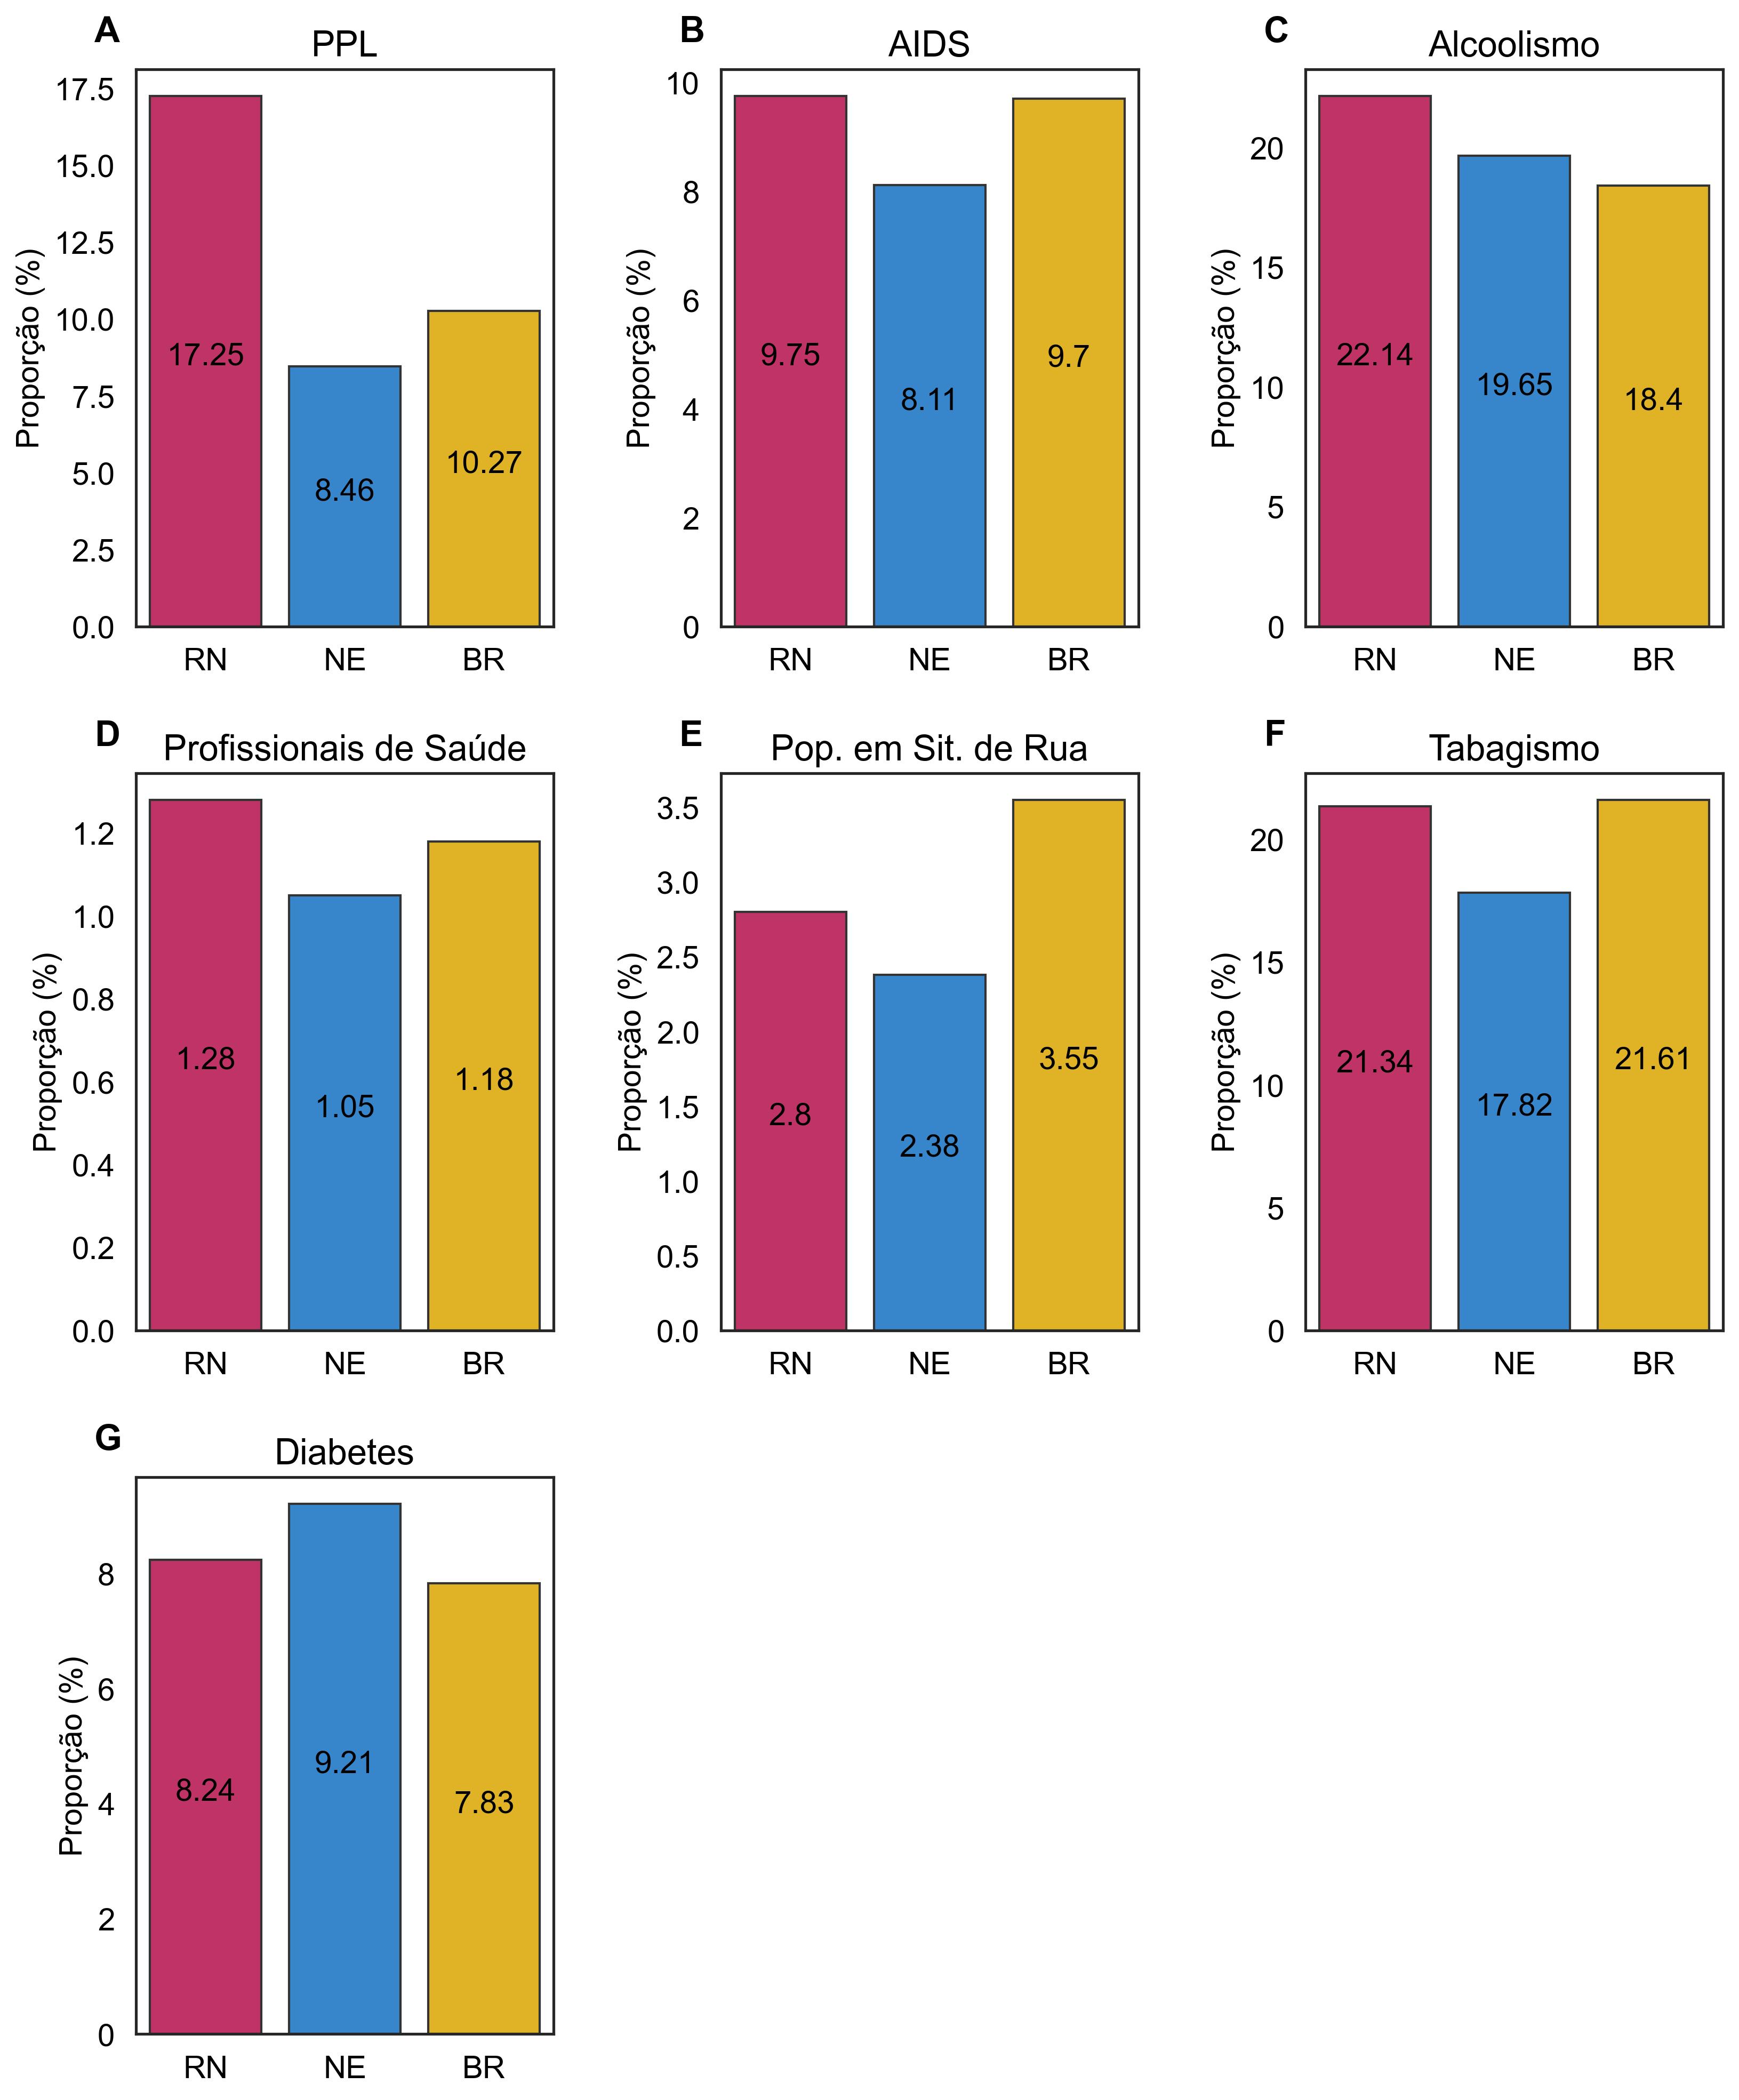 A
PPL
Proporção (%)
17.5
15.0
12.5
10.0
7.5
5.0
2.5
0.0
17.25
8.46
10.27
RN NE BR
B
AIDS
Proporção (%)
10
8
6
4
2
0
9.75
8.11
9.7
RN NE BR
C
Alcoolismo
Proporção (%)
20
15
10
5
0
22.14
19.65
18.4
RN NE BR
D
Profissionais de Saúde
Proporção (%)
1.2
1.0
0.8
0.6
0.4
0.2
0.0
1.28
1.05
1.18
RN NE BR
E
Pop. em Sit. de Rua
Proporção (%)
3.5
3.0
2.5
2.0
1.5
1.0
0.5
0.0
2.8
2.38
3.55
RN NE BR
F
Tabagismo
Proporção (%)
20
15
10
5
0
21.34
17.82
21.61
RN NE BR
G
Diabetes
Proporção (%)
8
6
4
2
0
8.24
9.21
7.83
RN NE BR